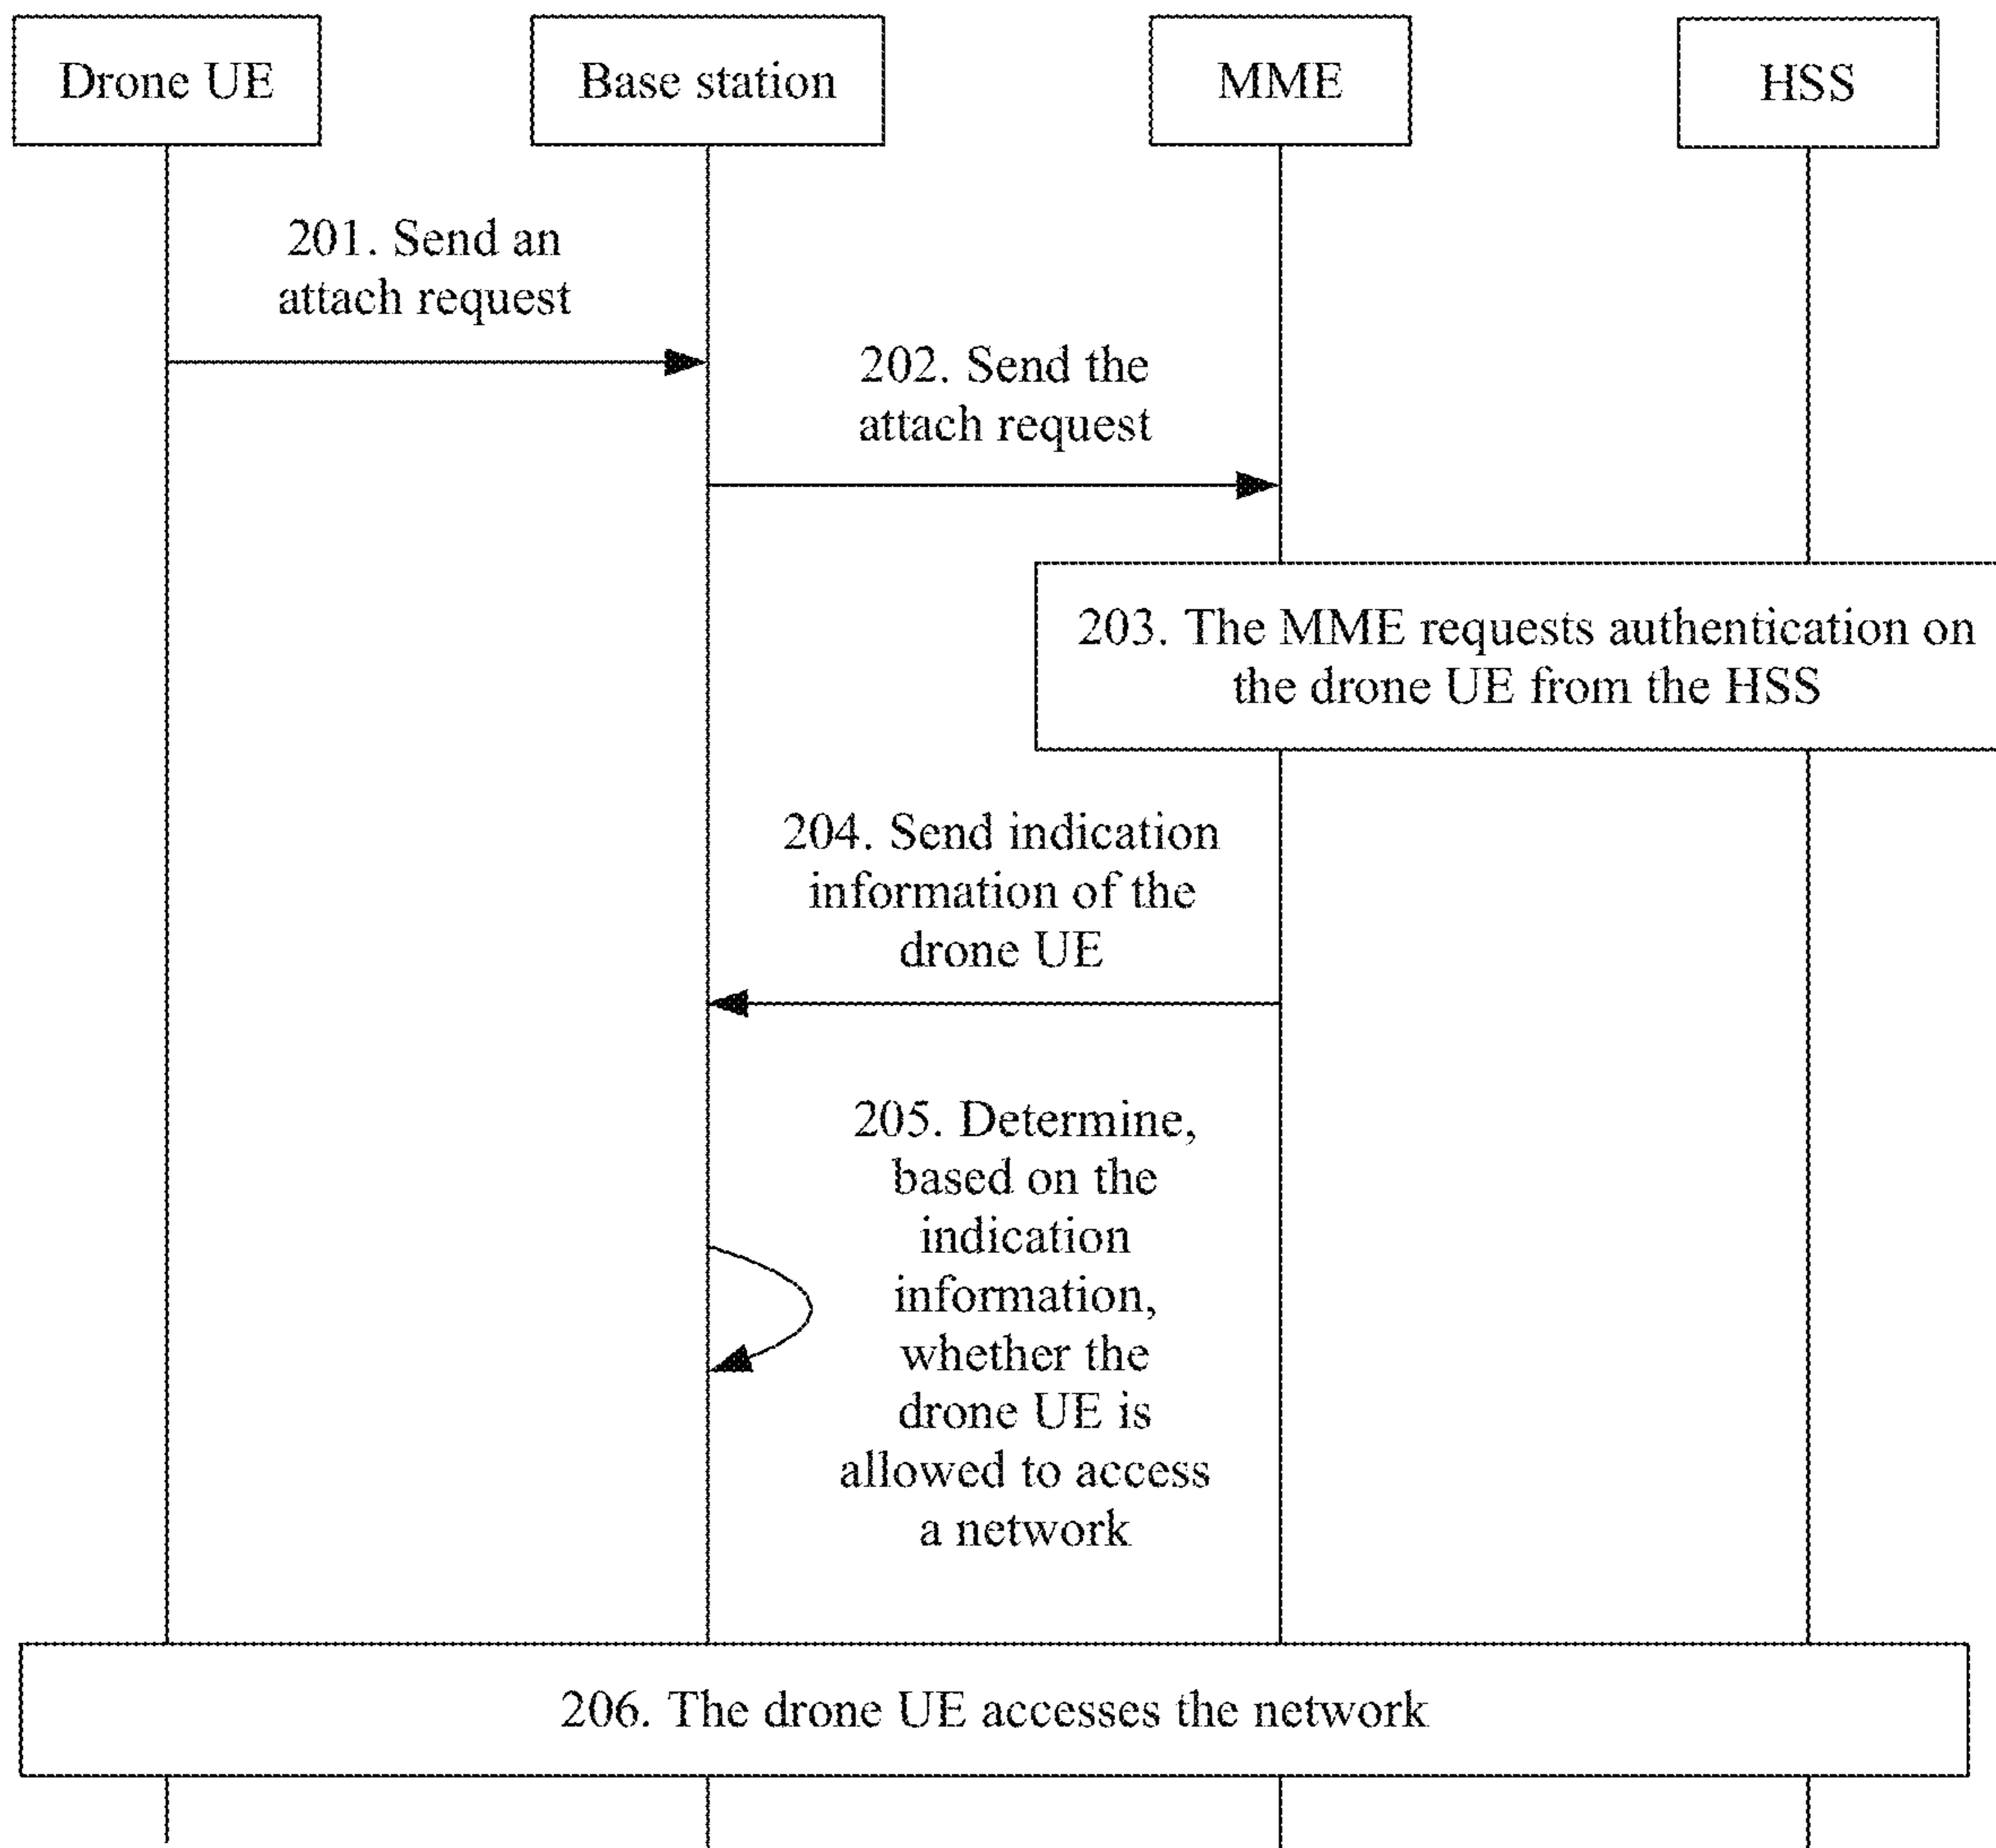 Drone UE
Base station
MME
HSS
201. Send an
attach request
202. Send the
attach request
203. The MME requests authentication on
the drone UE from the HSS
204. Send indication
information of the
drone UE
205. Determine,
based on the
indication
information,
whether the
drone UE is
allowed to access
a network
206. The drone UE accesses the network